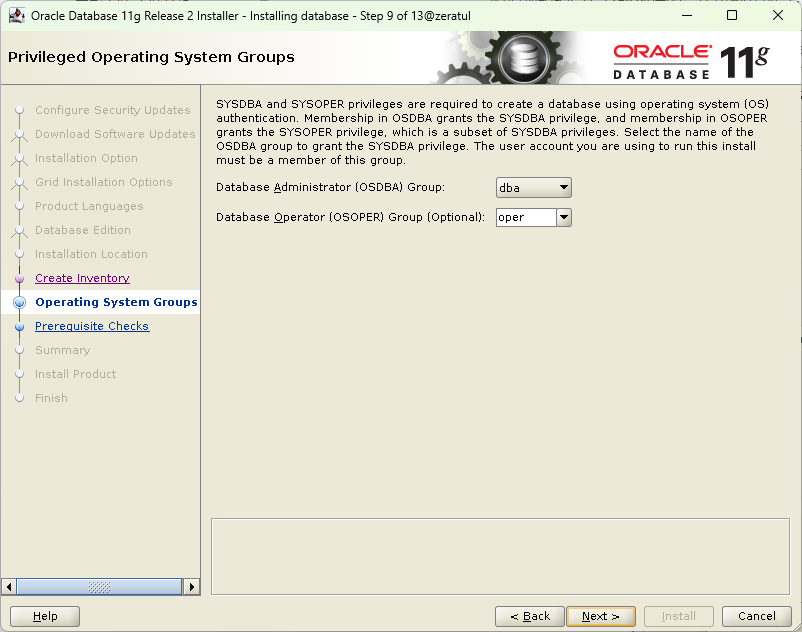 Oracle Database 11g Release 2 Installer - Installing database - Step 9 of 13@zeratul
Privileged Operating System Groups
ORACLE
DATABASE 11g
Configure Security Updates
Download Software Updates
Installation Option
Grid Installation Options
Product Languages
Database Edition
Installation Location
Create Inventory
Operating System Groups
Prerequisite Checks
Summary
Install Product
Finish
SYSDBA and SYSOPER privileges are required to create a database using operating system (OS)
authentication. Membership in OSDBA grants the SYSDBA privilege, and membership in OSOPER
grants the SYSOPER privilege, which is a subset of SYSDBA privileges. Select the name of the
OSDBA group to grant the SYSDBA privilege. The user account you are using to run this install
must be a member of this group.
Database Administrator (OSDBA) Group: dba
Database Operator (OSOPER) Group (Optional): oper
Help < Back Next > Install Cancel